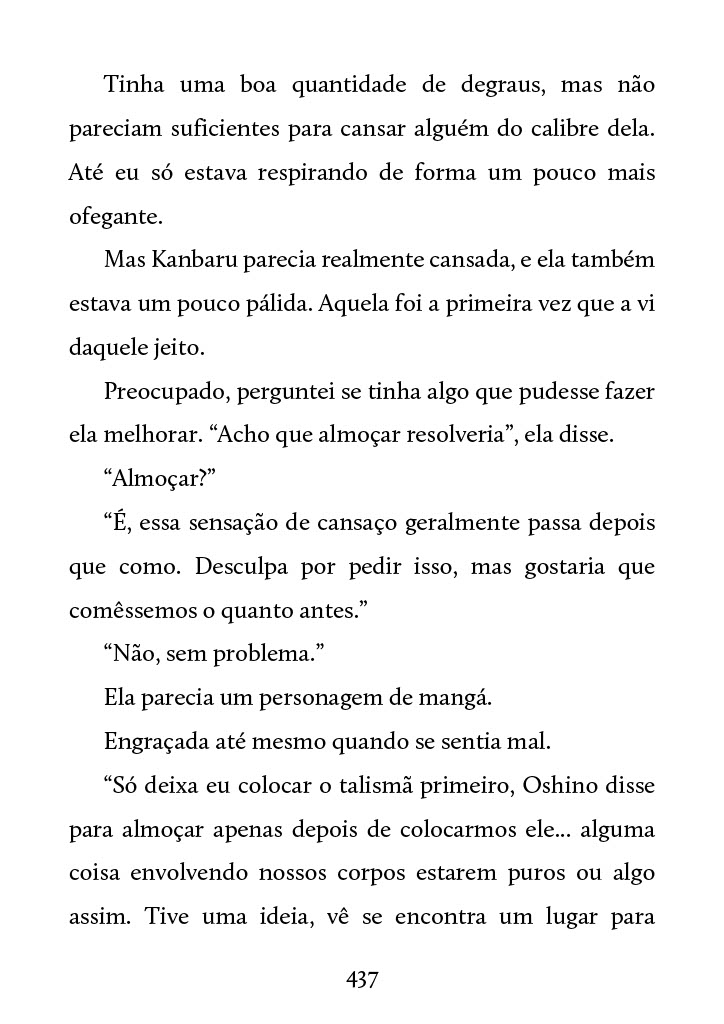 Tinha uma boa quantidade de degraus, mas não
pareciam suficientes para cansar alguém do calibre dela.
Até eu só estava respirando de forma um pouco mais
ofegante.
Mas Kanbaru parecia realmente cansada, e ela também
estava um pouco pálida. Aquela foi a primeira vez que a vi
daquele jeito.
Preocupado, perguntei se tinha algo que pudesse fazer
ela melhorar. “Acho que almoçar resolveria”, ela disse.
“Almoçar?”
“É, essa sensação de cansaço geralmente passa depois
que como. Desculpa por pedir isso, mas gostaria que
comêssemos o quanto antes.”
“Não, sem problema.”
Ela parecia um personagem de mangá.
Engraçada até mesmo quando se sentia mal.
“Só deixa eu colocar o talismã primeiro, Oshino disse
para almoçar apenas depois de colocarmos ele... alguma
coisa envolvendo nossos corpos estarem puros ou algo
assim. Tive uma ideia, vê se encontra um lugar para
437